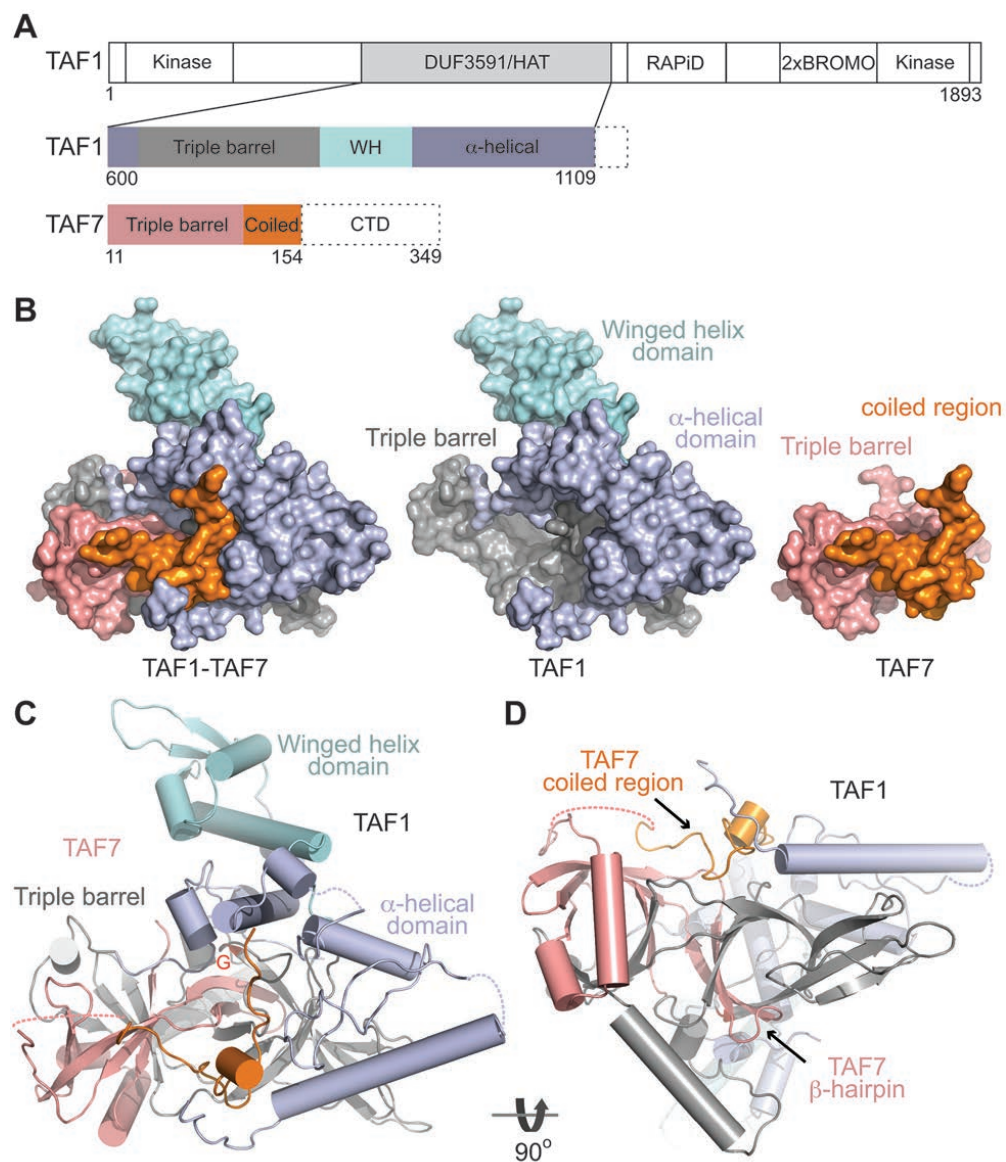 A
TAF1
Kinase
DUF3591/HAT
RAPiD
2xBROMO
Kinase
1
1893
TAF1
Triple barrel
WH
α-helical
600
1109
TAF7
Triple barrel
Coiled
CTD
11
154
349
B
Winged helix
domain
Triple barrel
α-helical
domain
coiled region
Triple barrel
TAF1-TAF7
TAF1
TAF7
C
Winged helix
domain
TAF1
TAF7
Triple barrel
α-helical
domain
G
D
TAF7
coiled region
TAF1
TAF7
β-hairpin
90°